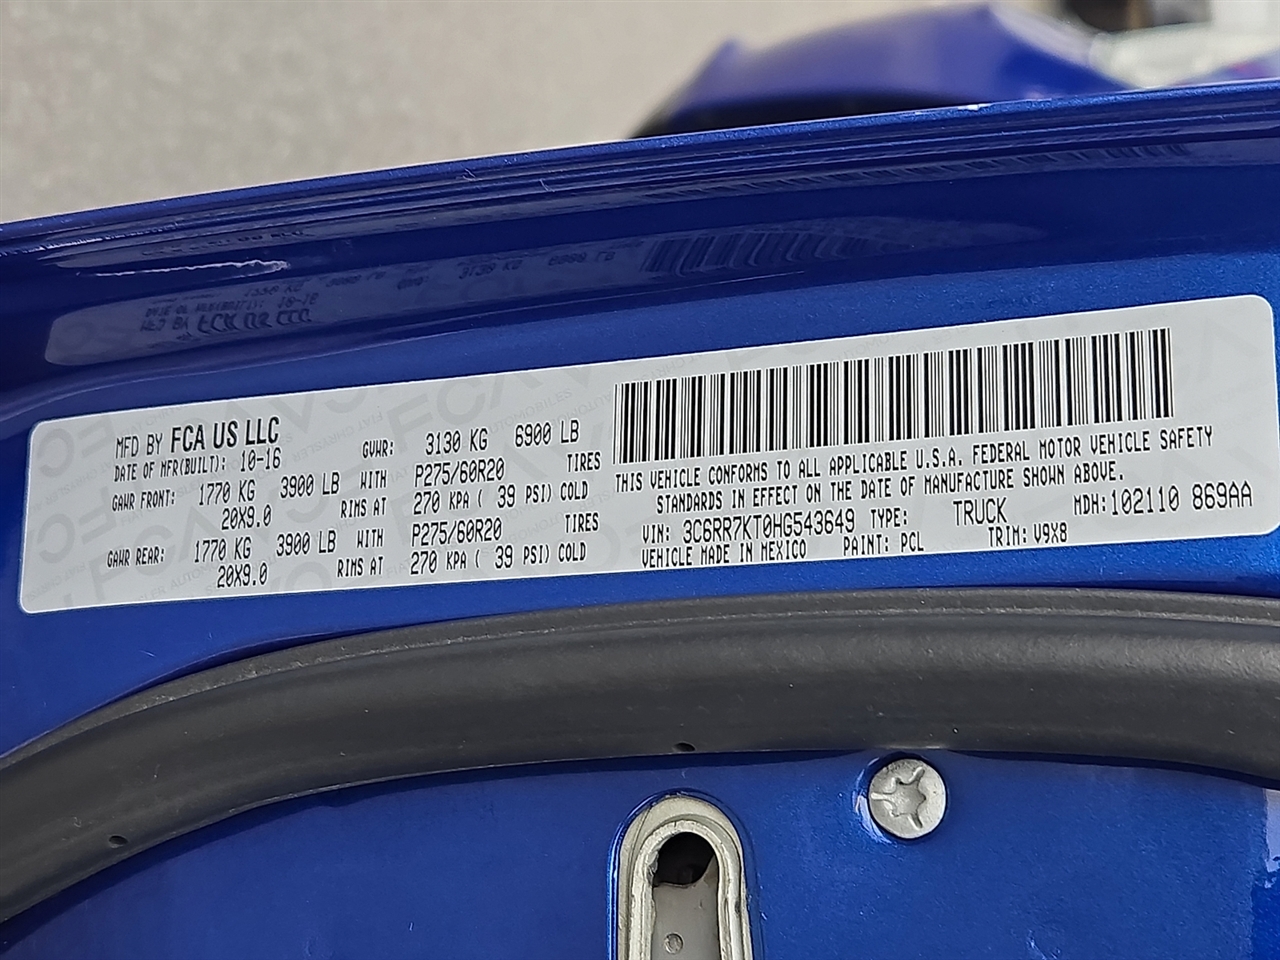 MFD BY FCA US LLC
DATE OF MFR(BUILT): 10-16 GVWR: 3130 KG 6900 LB
GAWR FRONT: 1770 KG 3900 LB WITH P275/60R20 TIRES
20X9.0 RIMS AT 270 KPA ( 39 PSI) COLD
GAWR REAR: 1770 KG 3900 LB WITH P275/60R20 TIRES
20X9.0 RIMS AT 270 KPA ( 39 PSI) COLD
THIS VEHICLE CONFORMS TO ALL APPLICABLE U.S.A. FEDERAL MOTOR VEHICLE SAFETY
STANDARDS IN EFFECT ON THE DATE OF MANUFACTURE SHOWN ABOVE.
VIN: 3C6RR7KT0HG543649 TYPE: TRUCK MDH:102110 869AA
VEHICLE MADE IN MEXICO PAINT: PCL TRIM: V9X8